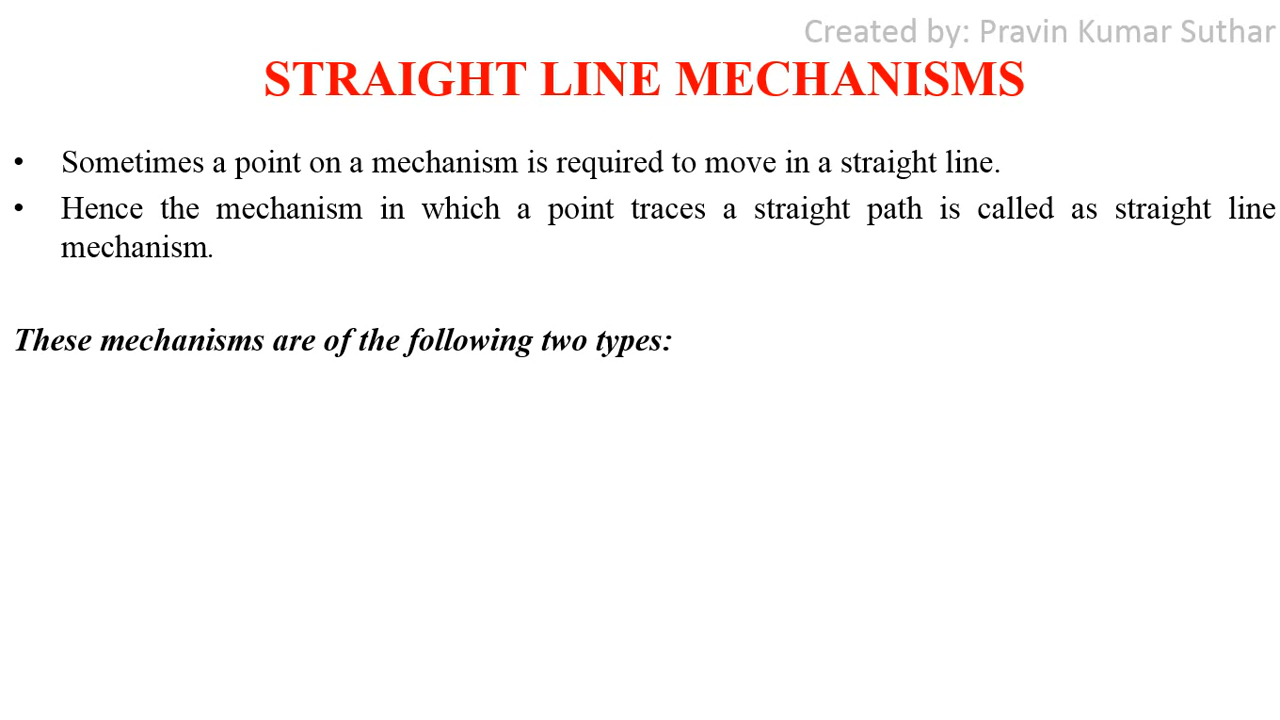 Created by: Pravin Kumar Suthar
STRAIGHT LINE MECHANISMS
• Sometimes a point on a mechanism is required to move in a straight line.
• Hence the mechanism in which a point traces a straight path is called as straight line
mechanism.
These mechanisms are of the following two types: